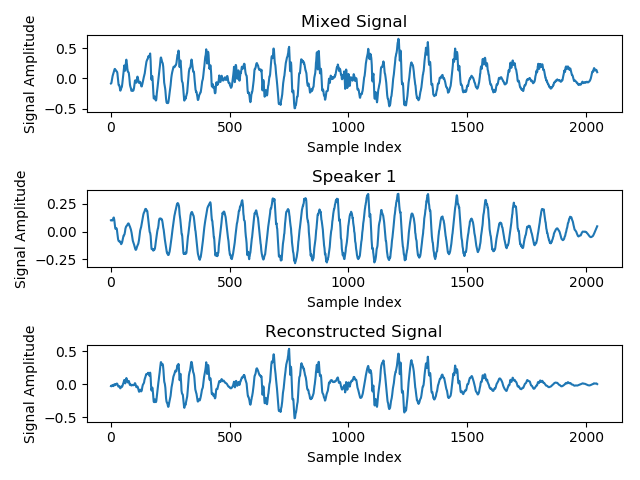 Mixed Signal
Signal Amplitude
0.5
0.0
−0.5
0 500 1000 1500 2000
Sample Index
Speaker 1
Signal Amplitude
0.25
0.00
−0.25
0 500 1000 1500 2000
Sample Index
Reconstructed Signal
Signal Amplitude
0.5
0.0
−0.5
0 500 1000 1500 2000
Sample Index